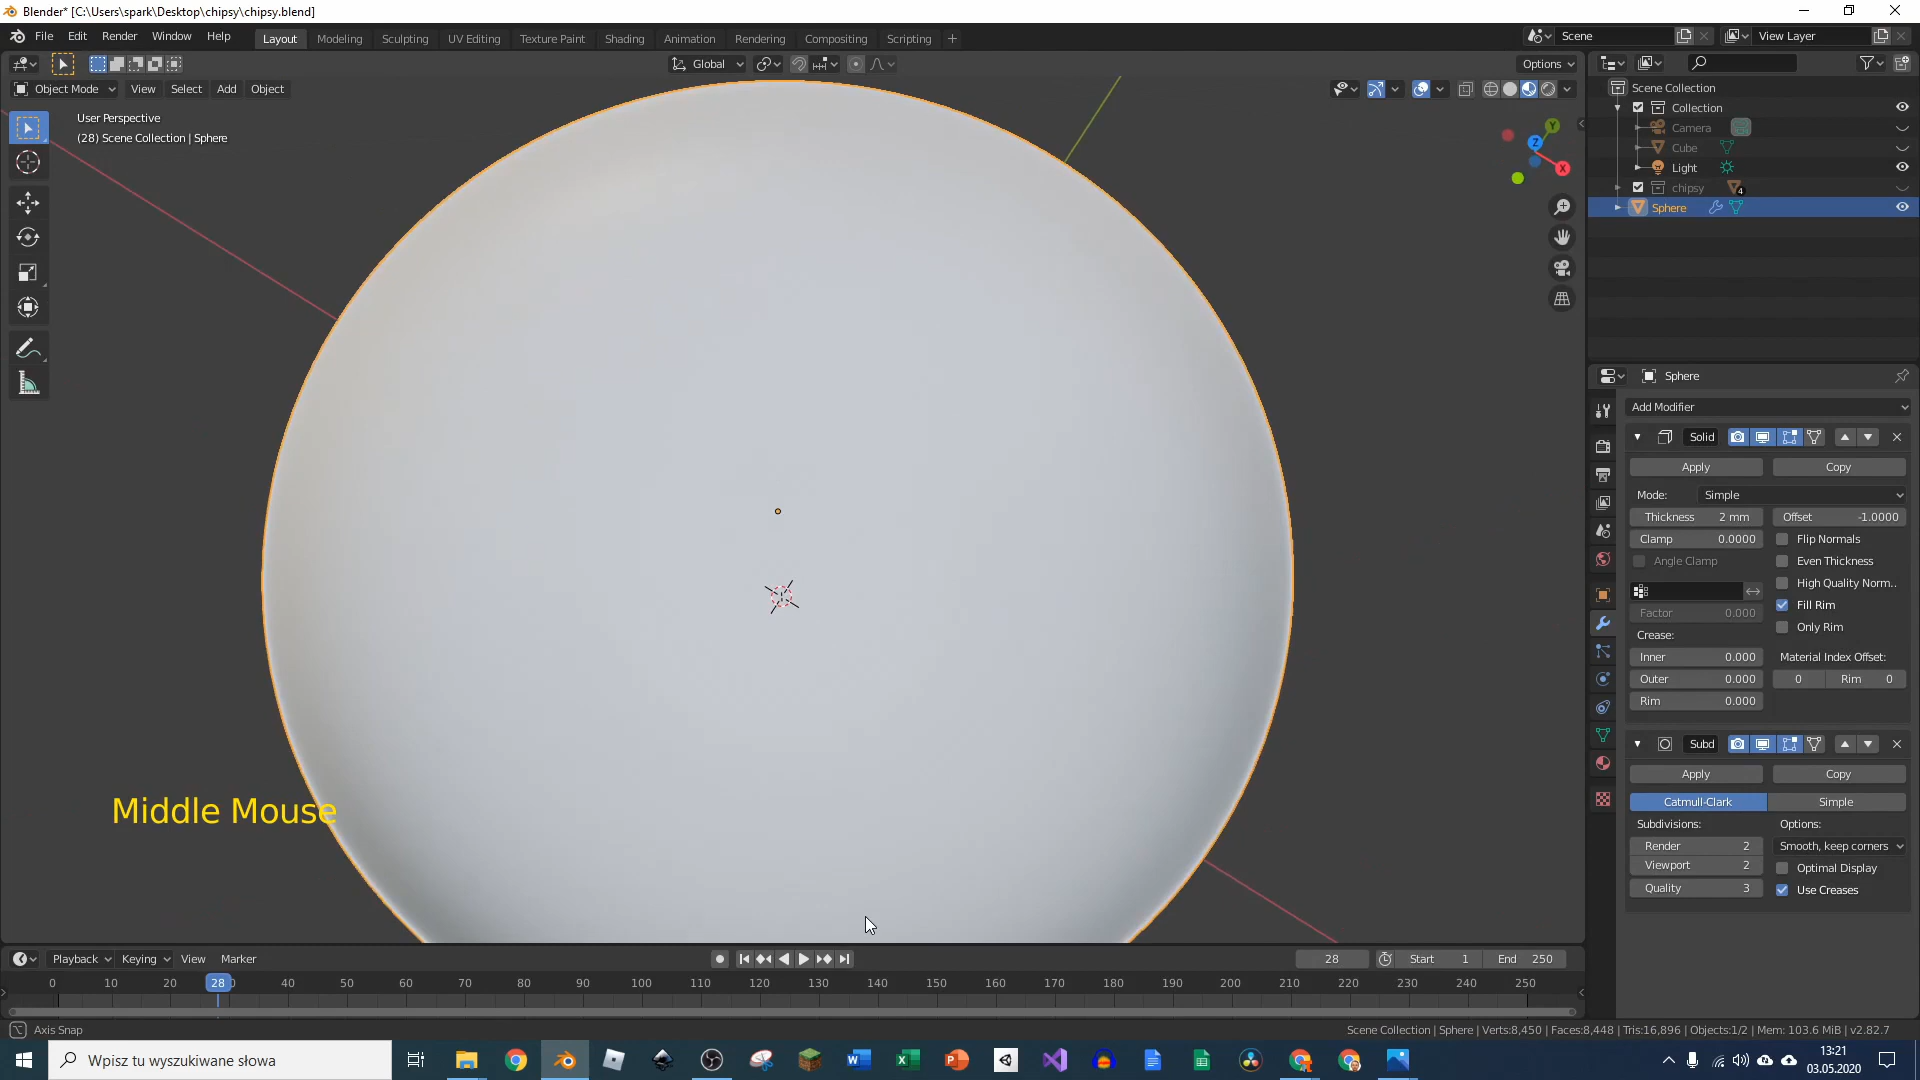 Blender* [C:\Users\spark\Desktop\chipsy\chipsy.blend]
File Edit Render Window Help
Layout Modeling Sculpting UV Editing Texture Paint Shading Animation Rendering Compositing Scripting
Scene View Layer
Global Options
Object Mode View Select Add Object
User Perspective
(28) Scene Collection | Sphere
Z Y X
Scene Collection
Collection
Camera
Cube
Light
chipsy 4
Sphere
Sphere
Add Modifier
Solid
Apply Copy
Mode: Simple
Thickness 2 mm Offset -1.0000
Clamp 0.0000 Flip Normals
Angle Clamp Even Thickness
High Quality Norm..
Factor 0.000 Fill Rim
Crease: Only Rim
Inner 0.000 Material Index Offset:
Outer 0.000 0 Rim 0
Rim 0.000
Subd
Apply Copy
Catmull-Clark Simple
Subdivisions: Options:
Render 2 Smooth, keep corners
Viewport 2 Optimal Display
Quality 3 Use Creases
Middle Mouse
Playback Keying View Marker
28 Start 1 End 250
0 10 20 28 40 50 60 70 80 90 100 110 120 130 140 150 160 170 180 190 200 210 220 230 240 250
Axis Snap
Scene Collection | Sphere | Verts:8,450 | Faces:8,448 | Tris:16,896 | Objects:1/2 | Mem: 103.6 MiB | v2.82.7
Wpisz tu wyszukiwane słowa
13:21
03.05.2020